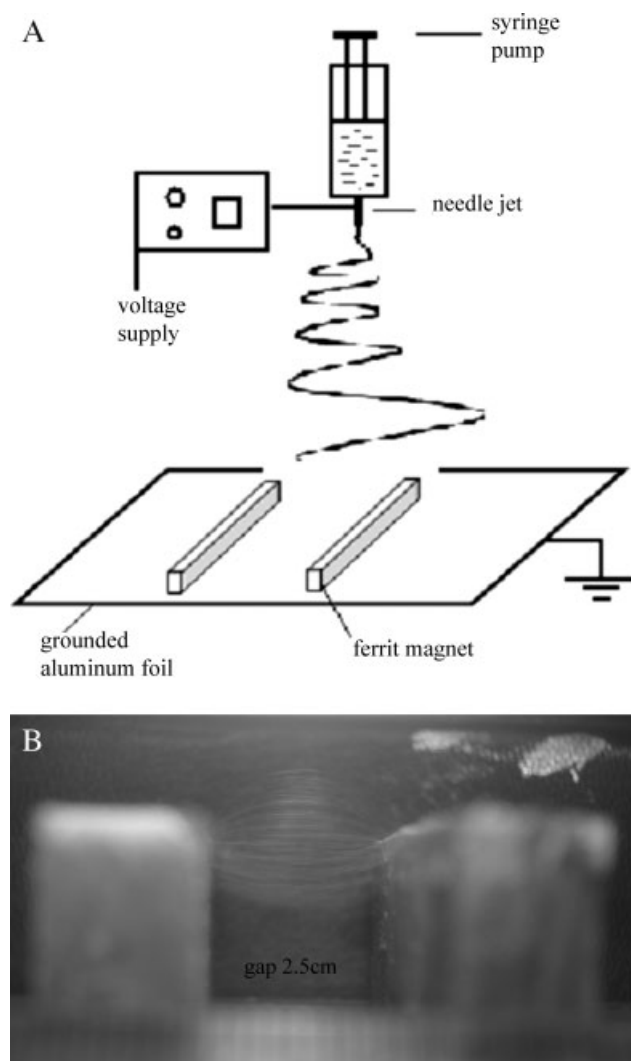 A
syringe
pump
needle jet
voltage
supply
grounded
aluminum foil
ferrit magnet
B
gap 2.5cm